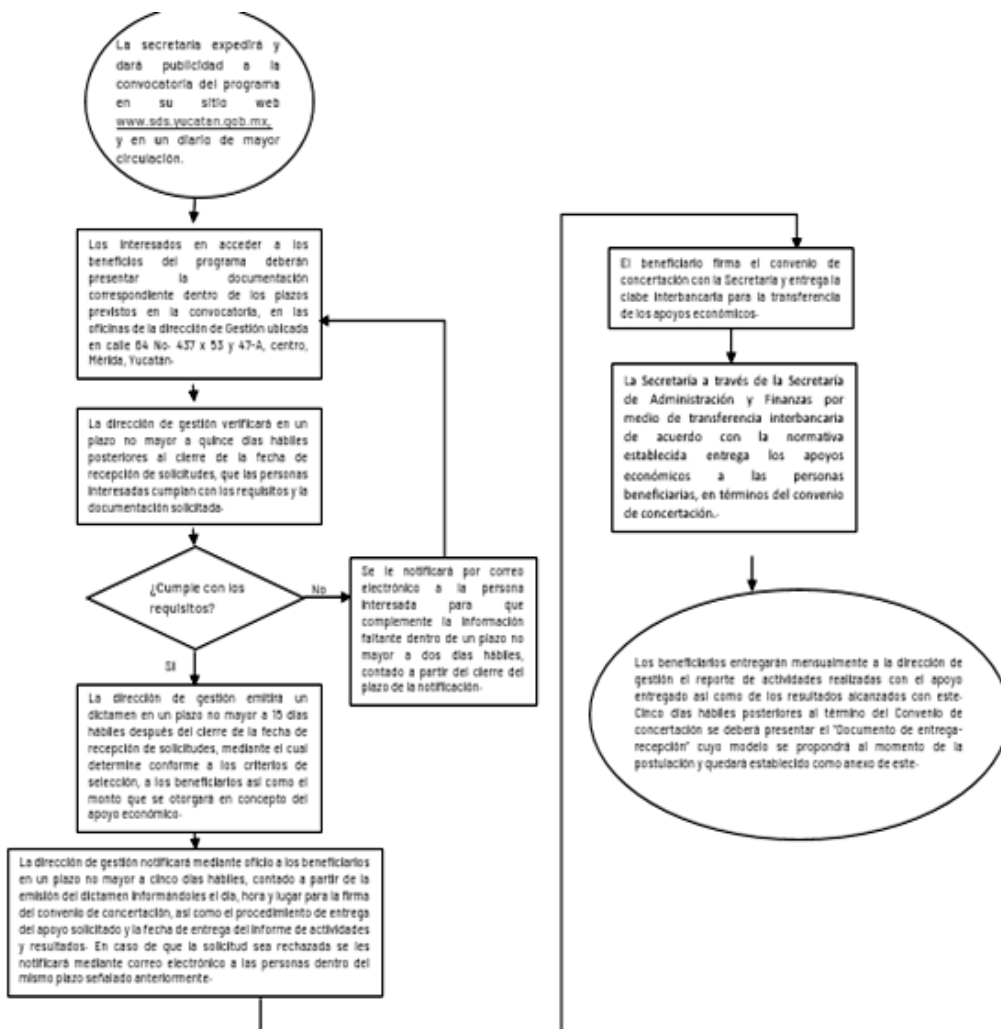 La secretaría expedirá y
dará publicidad a la
convocatoria del programa
en su sitio web
www.sds.yucatan.gob.mx,
y en un diario de mayor
circulación.
Los interesados en acceder a los
beneficios del programa deberán
presentar la documentación
correspondiente dentro de los plazos
previstos en la convocatoria, en las
oficinas de la dirección de Gestión ubicada
en calle 64 No. 437 x 53 y 47-A, centro,
Mérida, Yucatán.
La dirección de gestión verificará en un
plazo no mayor a quince días hábiles
posteriores al cierre de la fecha de
recepción de solicitudes, que las personas
interesadas cumplan con los requisitos y la
documentación solicitada.
¿Cumple con los
requisitos?
No
Se le notificará por correo
electrónico a la persona
interesada para que
complemente la información
faltante dentro de un plazo no
mayor a dos días hábiles,
contado a partir del cierre del
plazo de la notificación.
Si
La dirección de gestión emitirá un
dictamen en un plazo no mayor a 15 días
hábiles después del cierre de la fecha de
recepción de solicitudes, mediante el cual
determine conforme a los criterios de
selección, a los beneficiarios así como el
monto que se otorgará en concepto del
apoyo económico.
La dirección de gestión notificará mediante oficio a los beneficiarios
en un plazo no mayor a cinco días hábiles, contado a partir de la
emisión del dictamen informándoles el día, hora y lugar para la firma
del convenio de concertación, así como el procedimiento de entrega
del apoyo solicitado y la fecha de entrega del informe de actividades
y resultados. En caso de que la solicitud sea rechazada se les
notificará mediante correo electrónico a las personas dentro del
mismo plazo señalado anteriormente.
El beneficiario firma el convenio de
concertación con la Secretaría y entrega la
clabe interbancaria para la transferencia
de los apoyos económicos.
La Secretaría a través de la Secretaría
de Administración y Finanzas por
medio de transferencia interbancaria
de acuerdo con la normativa
establecida entrega los apoyos
económicos a las personas
beneficiarias, en términos del convenio
de concertación..
Los beneficiarios entregarán mensualmente a la dirección de
gestión el reporte de actividades realizadas con el apoyo
entregado así como de los resultados alcanzados con este.
Cinco días hábiles posteriores al término del Convenio de
concertación se deberá presentar el "Documento de entrega-
recepción" cuyo modelo se propondrá al momento de la
postulación y quedará establecido como anexo de este.